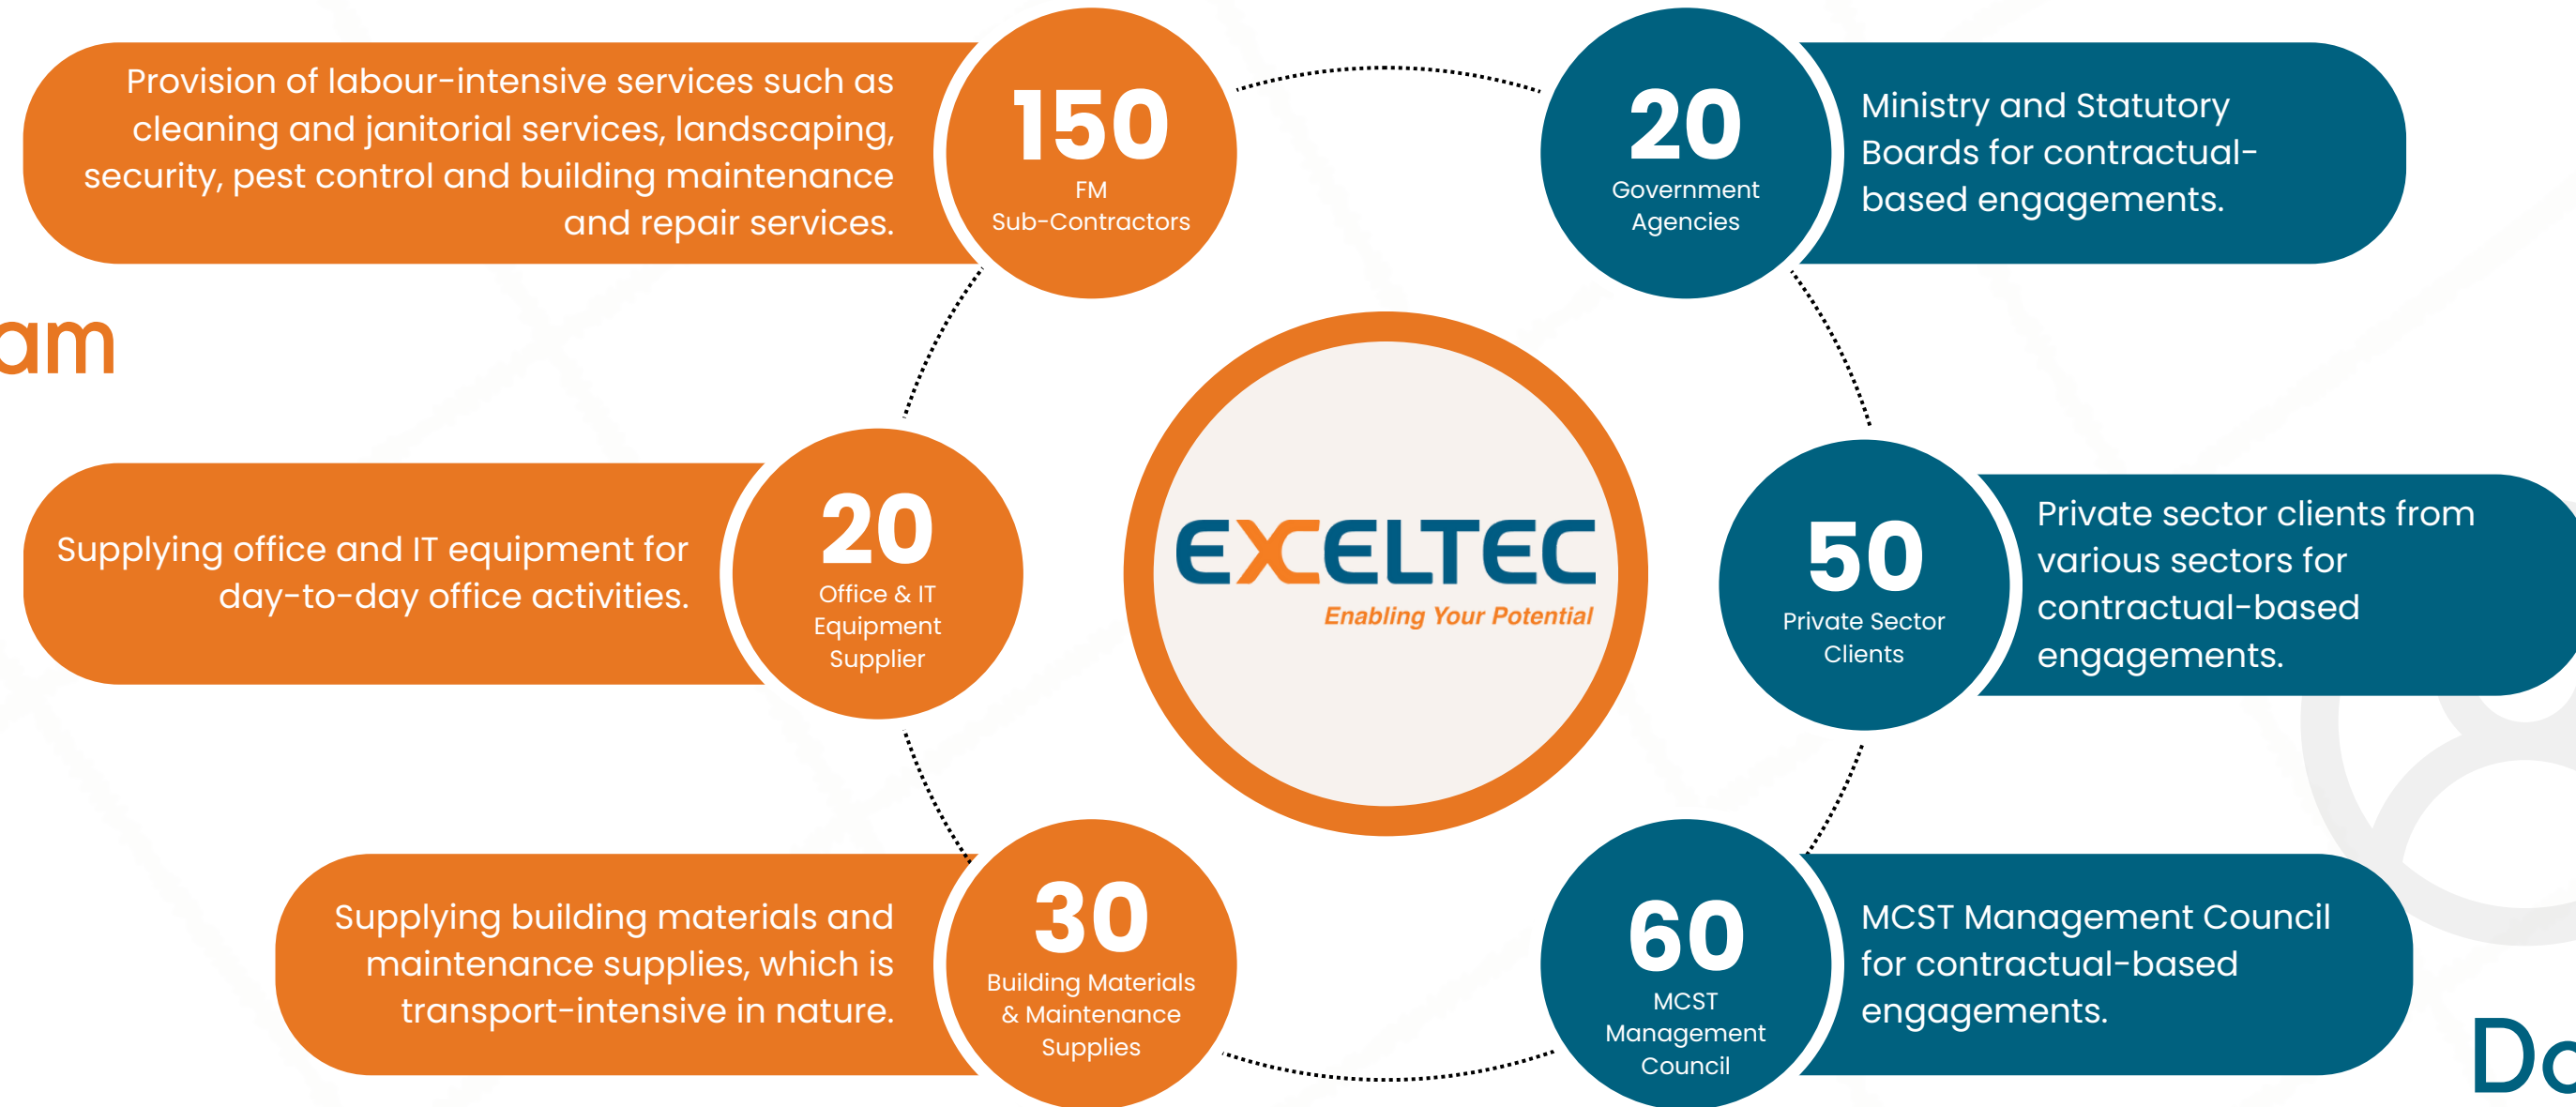 Provision of labour-intensive services such as
cleaning and janitorial services, landscaping,
security, pest control and building maintenance
and repair services.
150
FM
Sub-Contractors
20
Government
Agencies
Ministry and Statutory
Boards for contractual-
based engagements.
am
Supplying office and IT equipment for
day-to-day office activities.
20
Office & IT
Equipment
Supplier
EXCELTEC
Enabling Your Potential
50
Private Sector
Clients
Private sector clients from
various sectors for
contractual-based
engagements.
Supplying building materials and
maintenance supplies, which is
transport-intensive in nature.
30
Building Materials
& Maintenance
Supplies
60
MCST
Management
Council
MCST Management Council
for contractual-based
engagements.
Do